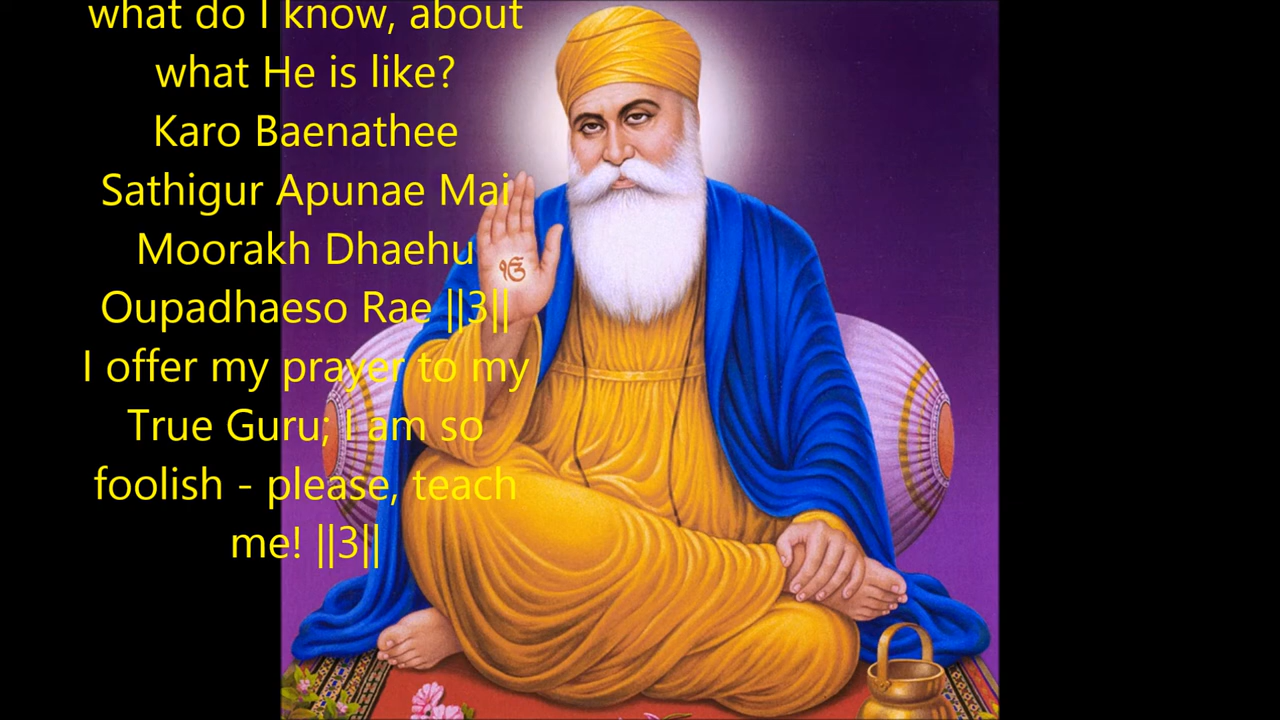 what do I know, about
what He is like?
Karo Baenathee
Sathigur Apunae Mai
Moorakh Dhaehu
Oupadhaeso Rae ||3||
I offer my prayer to my
True Guru; I am so
foolish - please, teach
me! ||3||
ੴ